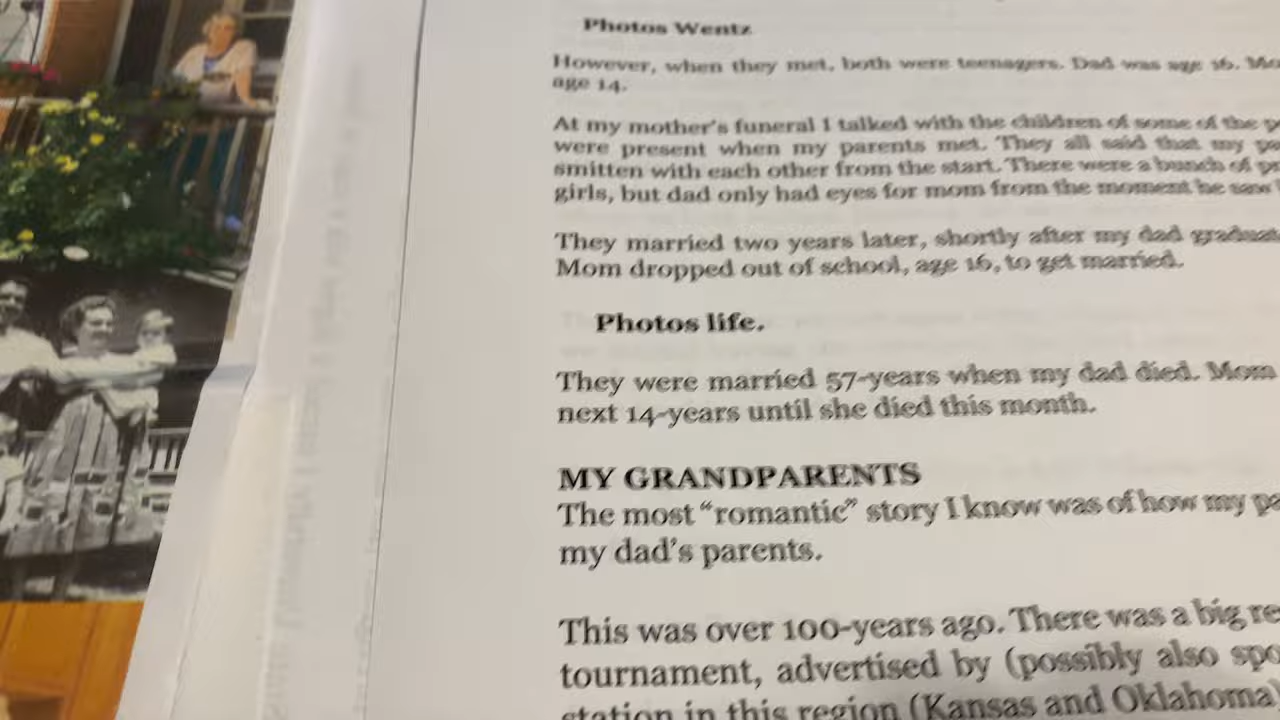 Photos Wentz
However, when they met, both were teenagers. Dad was age 16.
age 14.
At my mother's funeral I talked with the children of some of the
were present when my parents met. They all said that my
smitten with each other from the start. There were a bunch of
girls, but dad only had eyes for mom from the moment he saw
They married two years later, shortly after my dad
Mom dropped out of school, age 16, to get married.
Photos life.
They were married 57-years when my dad died. Mom
next 14-years until she died this month.
MY GRANDPARENTS
The most “romantic” story I know was of how my
my dad's parents.
This was over 100-years ago. There was a big
tournament, advertised by (possibly also
station in this region (Kansas and Oklahoma)